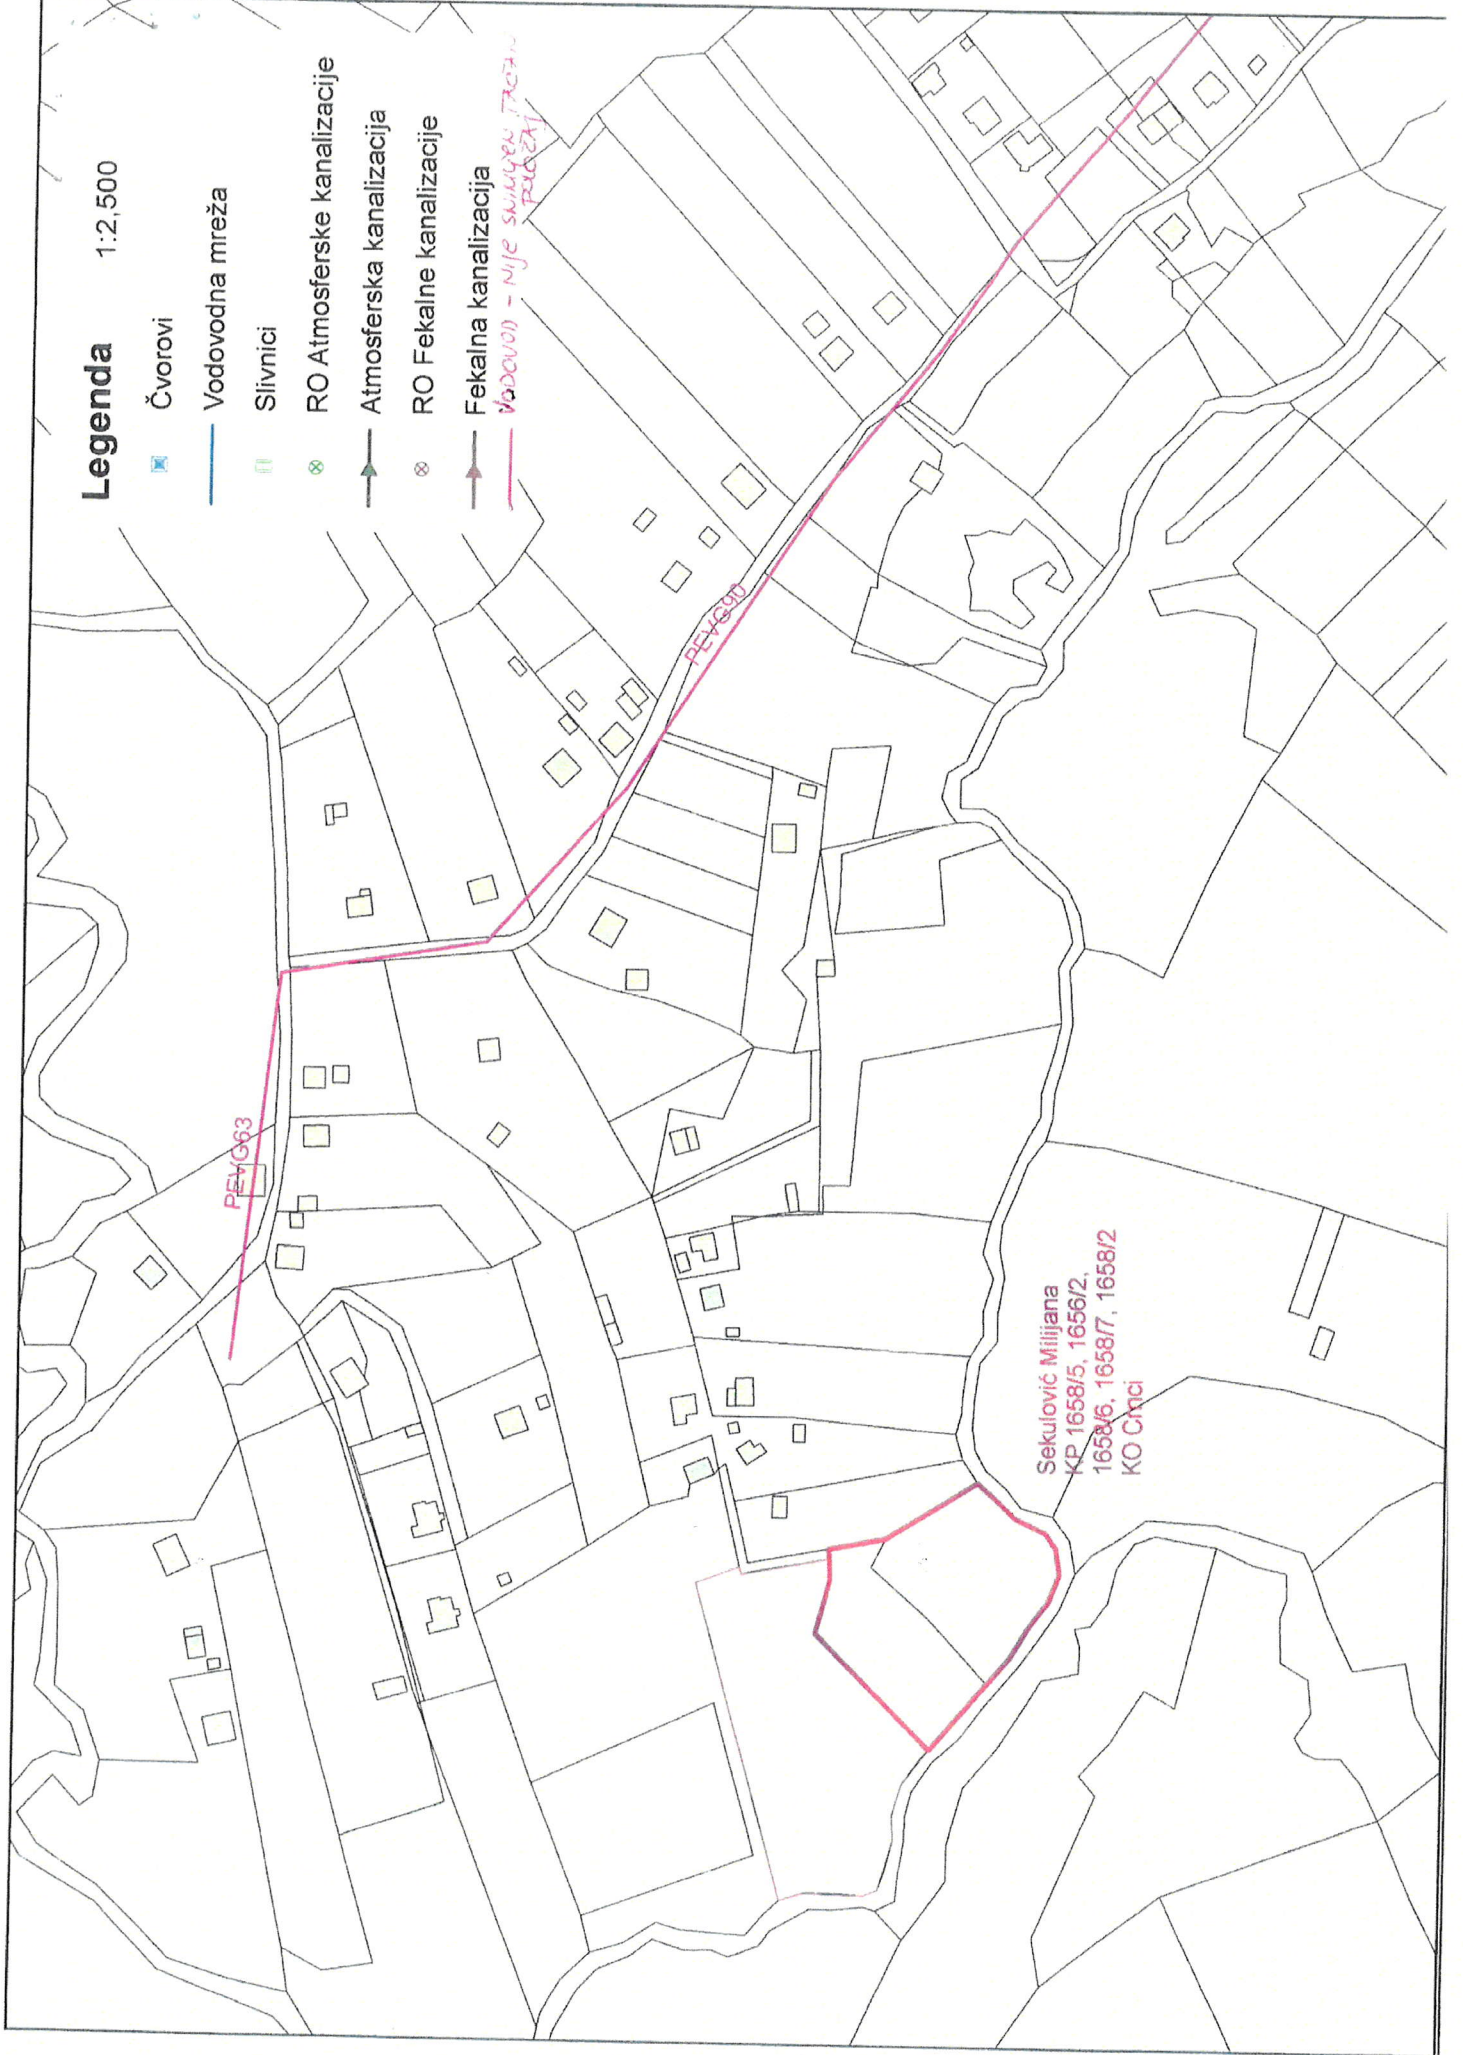 Legenda 1:2,500
Čvorovi
Vodovodna mreža
Slivnici
RO Atmosferske kanalizacije
Atmosferska kanalizacija
RO Fekalne kanalizacije
Fekalna kanalizacija
VODOVOD - NIJE SNIMLJEN TAČAN
POLOŽAJ
PEVG63
PEVG90
Sekulović Milijana
KP 1658/5, 1656/2,
1658/6, 1658/7, 1658/2
KO Crnci